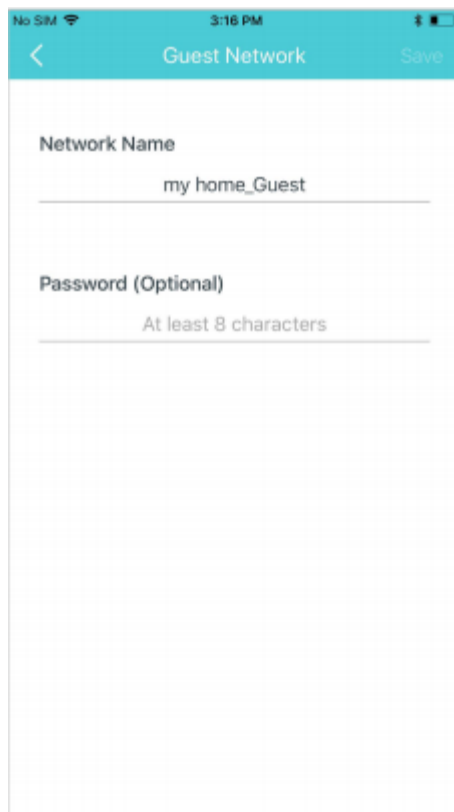 No SIM 3:16 PM
Guest Network Save
Network Name
my home_Guest
Password (Optional)
At least 8 characters